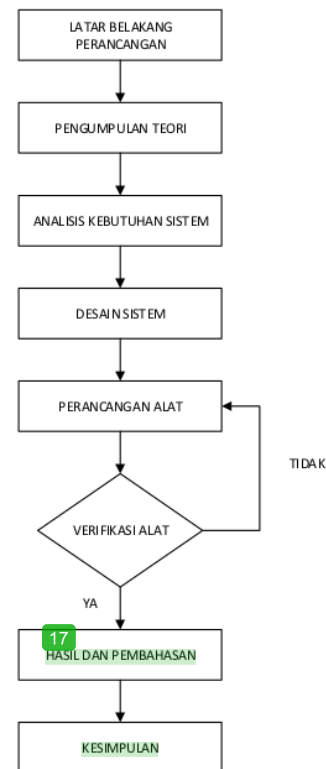 LATAR BELAKANG
PERANCANGAN
PENGUMPULAN TEORI
ANALISIS KEBUTUHAN SISTEM
DESAIN SISTEM
PERANCANGAN ALAT
TIDAK
VERIFIKASI ALAT
YA
17
HASIL DAN PEMBAHASAN
KESIMPULAN